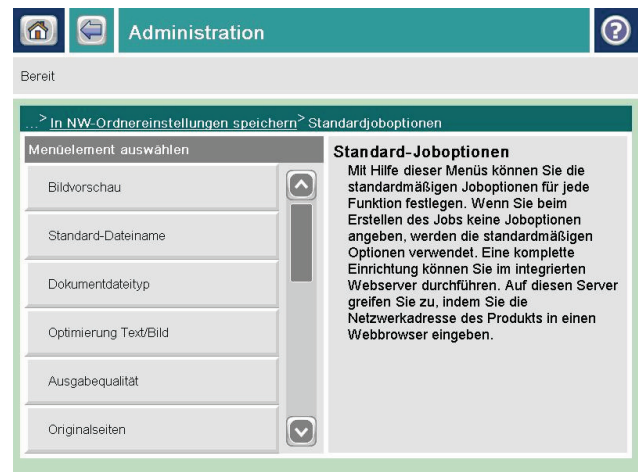 Administration
Bereit
...> In NW-Ordnereinstellungen speichern> Standardjoboptionen
Menüelement auswählen
Bildvorschau
Standard-Dateiname
Dokumentdateityp
Optimierung Text/Bild
Ausgabequalität
Originalseiten
Standard-Joboptionen
Mit Hilfe dieser Menüs können Sie die
standardmäßigen Joboptionen für jede
Funktion festlegen. Wenn Sie beim
Erstellen des Jobs keine Joboptionen
angeben, werden die standardmäßigen
Optionen verwendet. Eine komplette
Einrichtung können Sie im integrierten
Webserver durchführen. Auf diesen Server
greifen Sie zu, indem Sie die
Netzwerkadresse des Produkts in einen
Webbrowser eingeben.